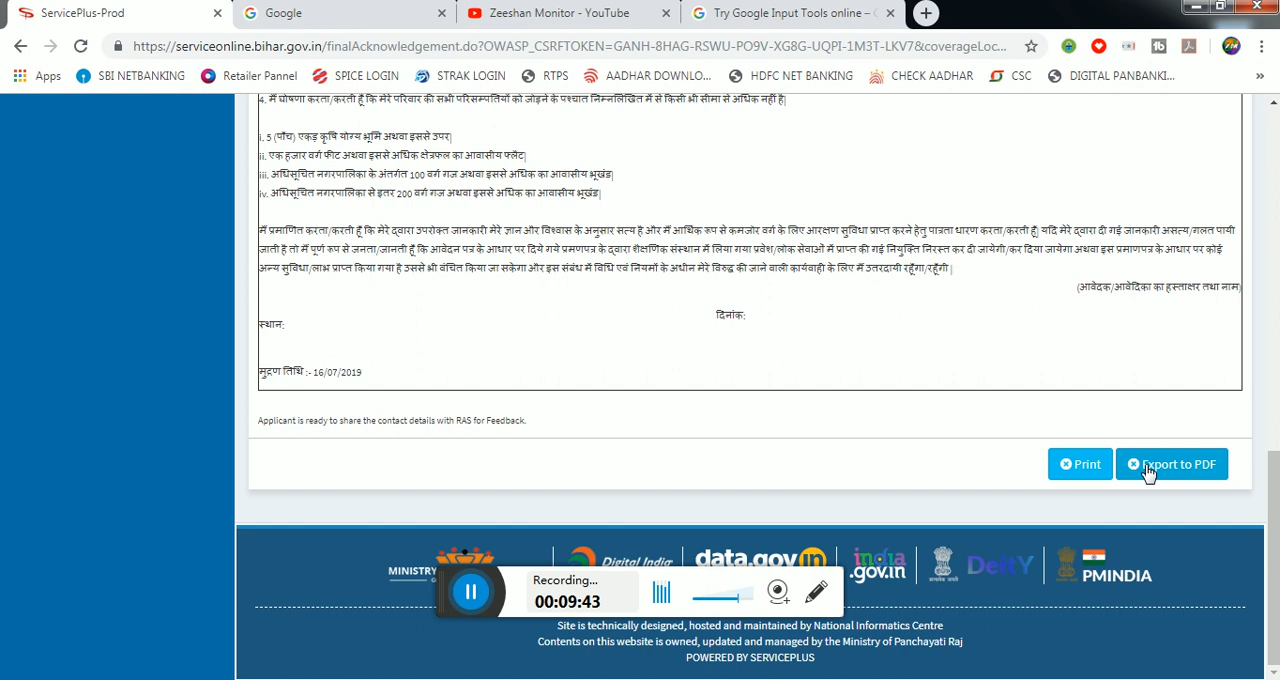 ServicePlus-Prod
Google
Zeeshan Monitor - YouTube
Try Google Input Tools online –
https://serviceonline.bihar.gov.in/finalAcknowledgement.do?OWASP_CSRFTOKEN=GANH-8HAG-RSWU-PO9V-XG8G-UQPI-1M3T-LKV7&coverageLoc...
Apps SBI NETBANKING Retailer Pannel SPICE LOGIN STPAK LOGIN RTPS AADHAR DOWNLO... HDFC NET BANKING CHECK AADHAR CSC DIGITAL PANBANKI... »
4. मैं घोषणा करता/करती हूँ कि मेरे परिवार की सभी परिसम्पतियों को जोड़ने के पश्चात निम्नलिखित में से किसी भी सीमा से अधिक नहीं है|
i. 5 (पाँच) एकड़ कृषि योग्य भूमि अथवा इससे उपर|
ii. एक हजार वर्ग फीट अथवा इससे अधिक क्षेत्रफल का आवासीय फ्लैट|
iii. अधिसूचित नगरपालिका के अंतर्गत 100 वर्ग गज अथवा इससे अधिक का आवासीय भूखंड|
iv. अधिसूचित नगरपालिका से इतर 200 वर्ग गज अथवा इससे अधिक का आवासीय भूखंड|
मैं प्रमाणित करता/करती हूँ कि मेरे द्वारा उपरोक्त जानकारी मेरे ज्ञान और विश्वास के अनुसार सत्य है और मैं आर्थिक रूप से कमजोर वर्ग के लिए आरक्षण सुविधा प्राप्त करने हेतु पात्रता धारण करता/करती हूँ| यदि मेरे द्वारा दी गई जानकारी असत्य/गलत पायी
जाती है तो मैं पूर्ण रूप से जनता/जानती हूँ कि आवेदन पत्र के आधार पर दिये गये प्रमणपत्र के द्वारा शैक्षणिक संस्थान में लिया गया प्रवेश/लोक सेवाओं में प्राप्त की गई नियुक्ति निरस्त कर दी जायेगी/कर दिया जायेगा अथवा इस प्रमाणपत्र के आधार पर कोई
अन्य सुविधा/लाभ प्राप्त किया गया है उससे भी वंचित किया जा सकेगा और इस संबंध में विधि एवं नियमों के अधीन मेरे विरुद्ध की जाने वाली कार्यवाही के लिए मैं उत्तरदायी रहूँगा/रहूँगी |
(आवेदक/आवेदिका का हस्ताक्षर तथा नाम)
दिनांक:
स्थान:
मुद्रण तिथि :- 16/07/2019
Applicant is ready to share the contact details with RAS for Feedback.
Print Export to PDF
MINISTRY Digital India data.gov.in india.gov.in DeitY PMINDIA
Recording...
00:09:43
Site is technically designed, hosted and maintained by National Informatics Centre
Contents on this website is owned, updated and managed by the Ministry of Panchayati Raj
POWERED BY SERVICEPLUS